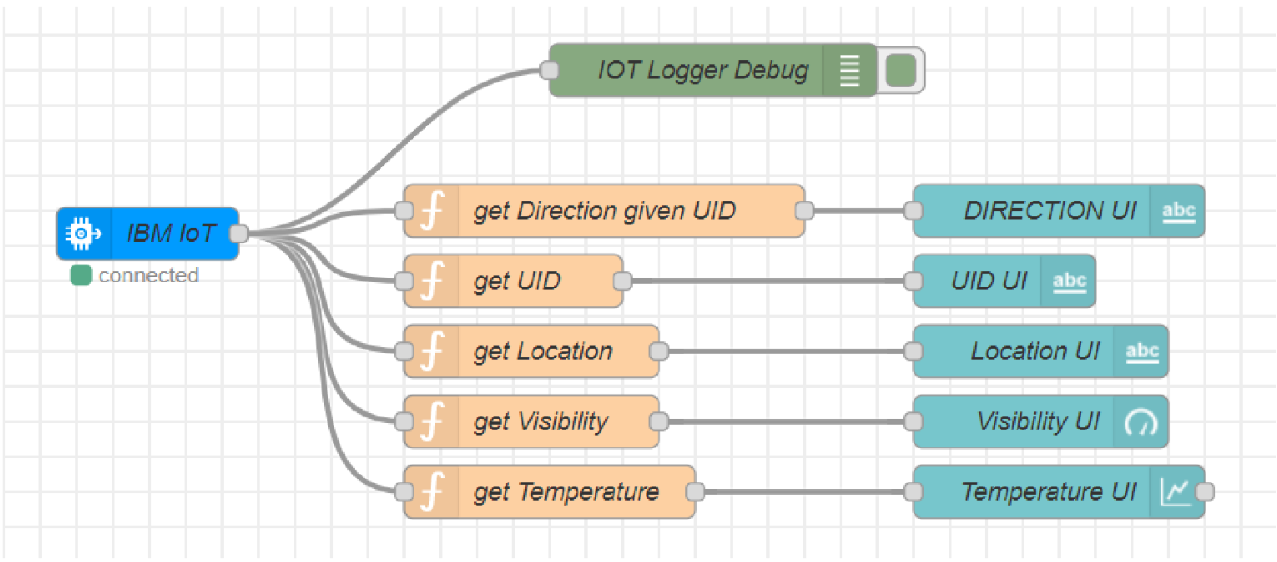 IOT Logger Debug
IBM IoT
connected
get Direction given UID
DIRECTION UI
abc
get UID
UID UI
abc
get Location
Location UI
abc
get Visibility
Visibility UI
get Temperature
Temperature UI